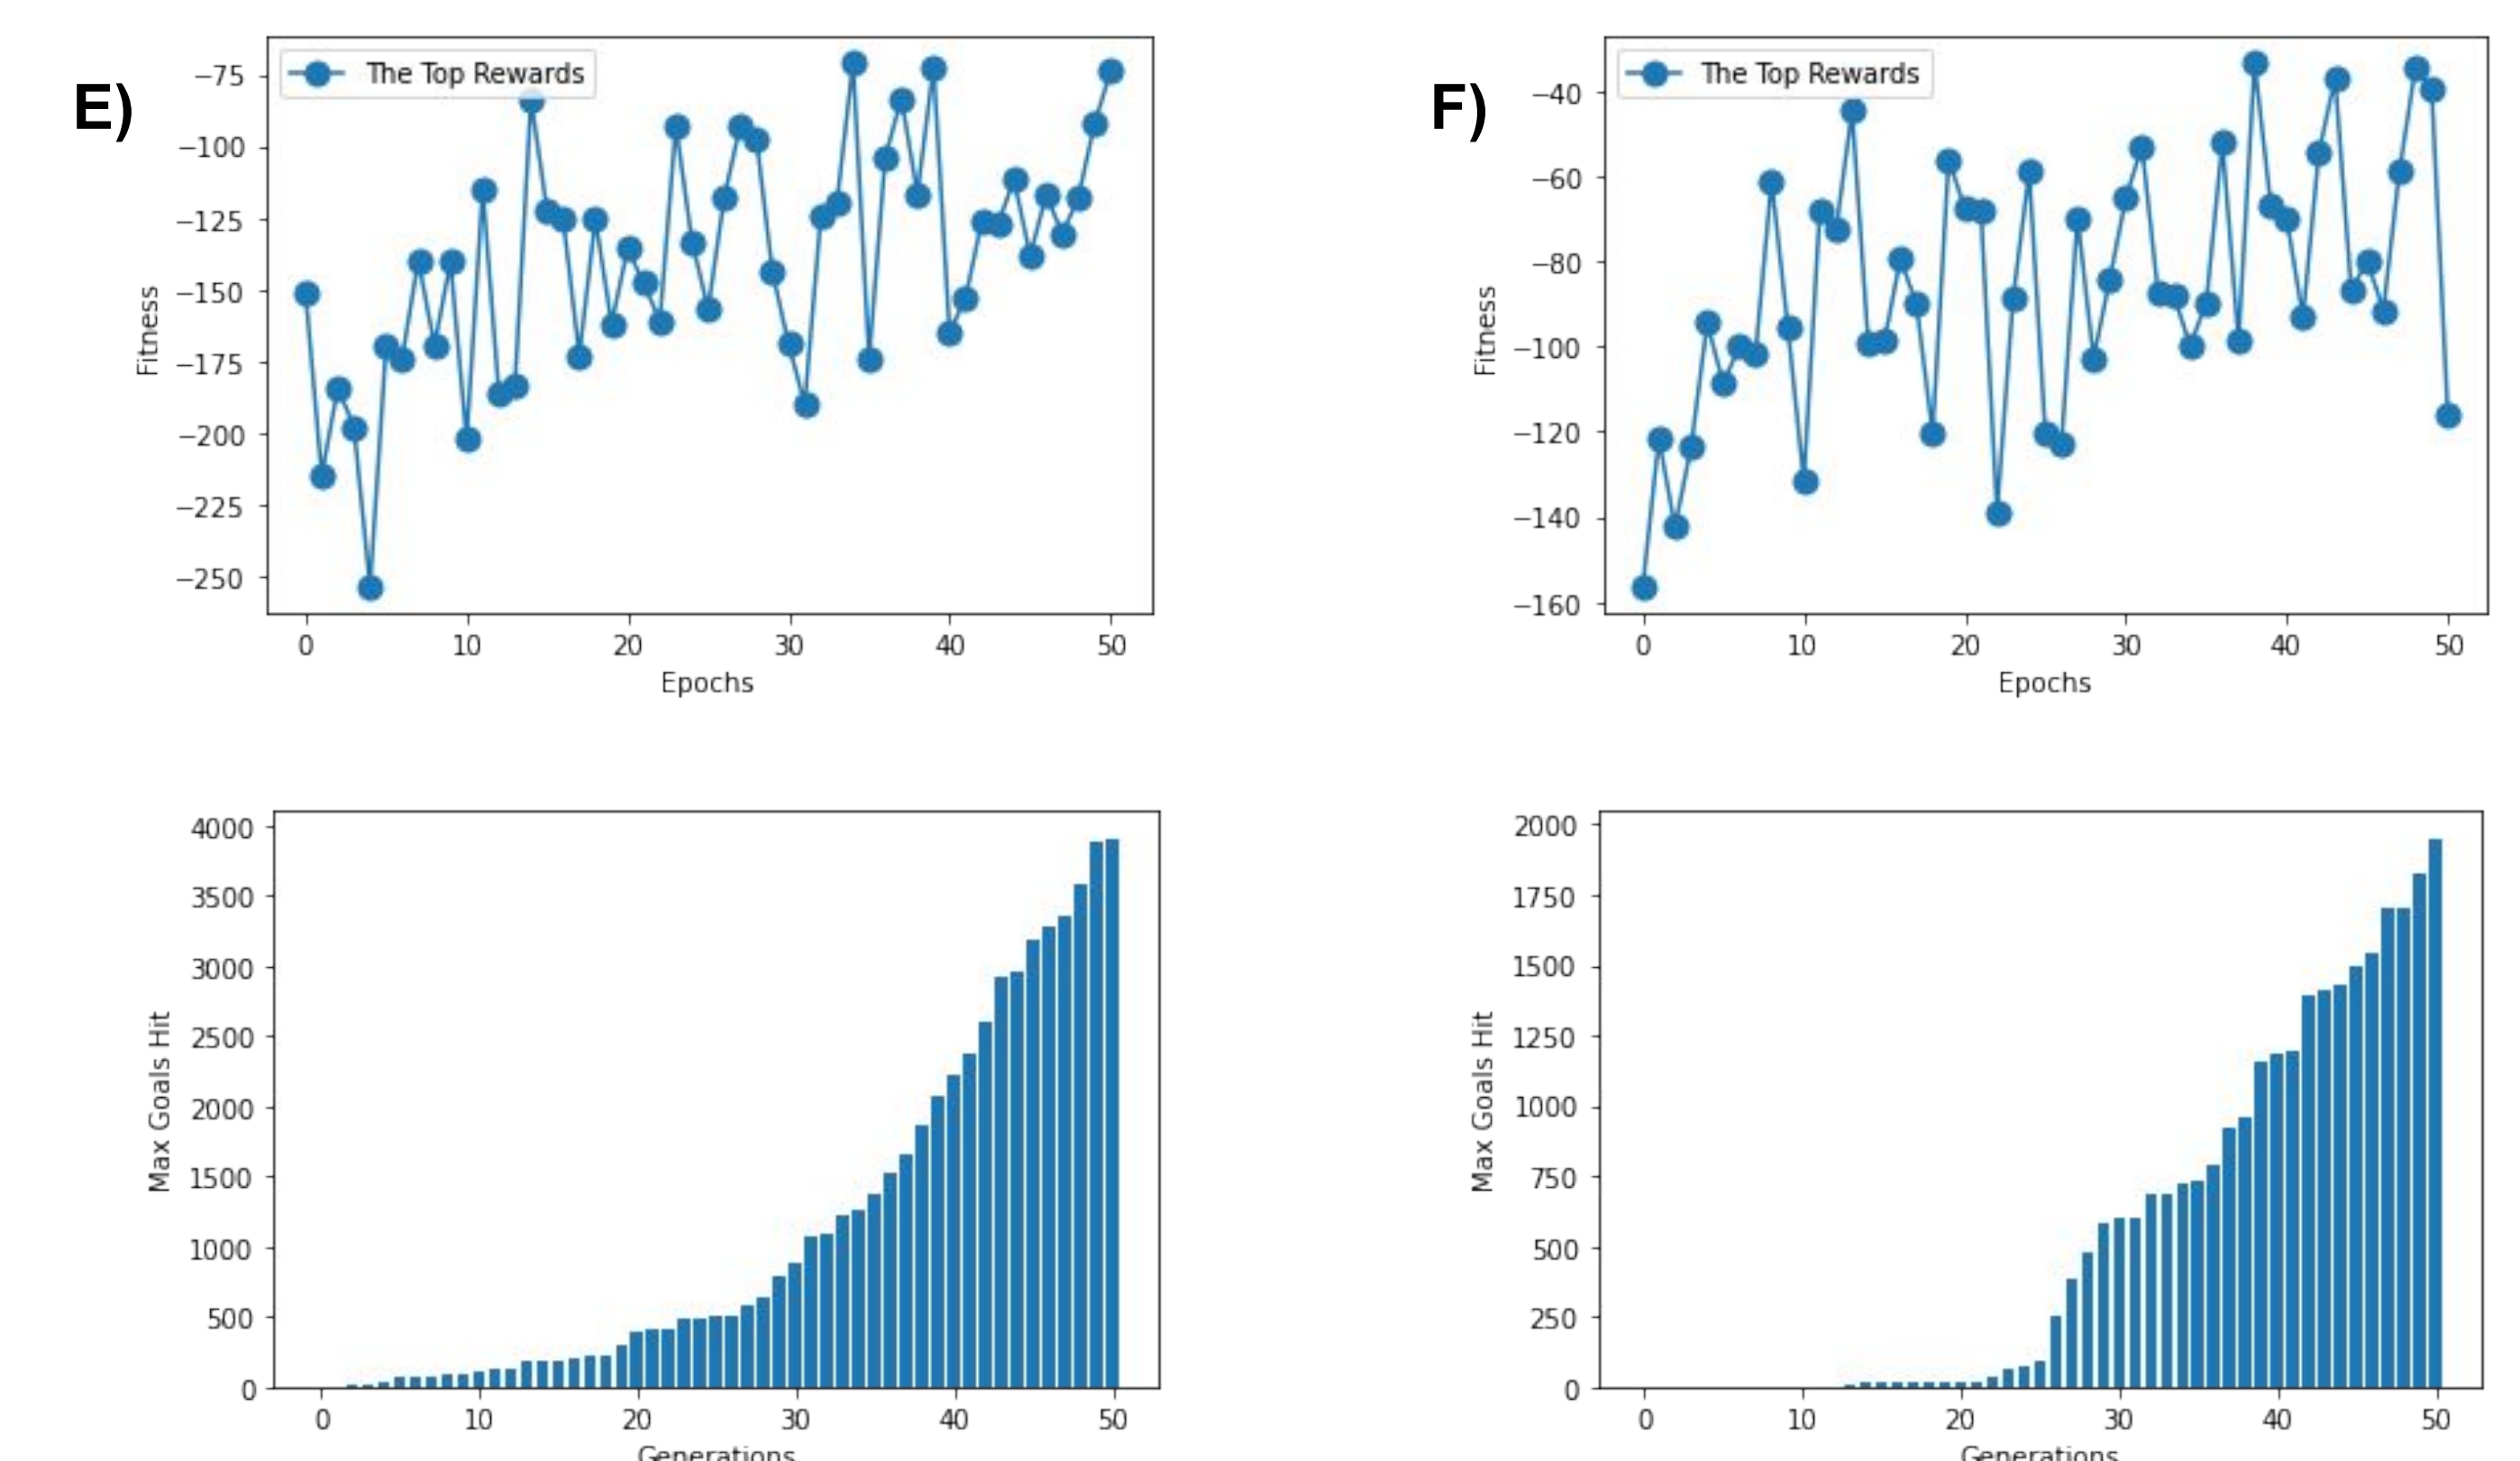 E)
The Top Rewards
−75
−100
−125
−150
−175
−200
−225
−250
Fitness
0 10 20 30 40 50
Epochs
F)
The Top Rewards
−40
−60
−80
−100
−120
−140
−160
Fitness
0 10 20 30 40 50
Epochs
4000
3500
3000
2500
2000
1500
1000
500
0
Max Goals Hit
0 10 20 30 40 50
Generations
2000
1750
1500
1250
1000
750
500
250
0
Max Goals Hit
0 10 20 30 40 50
Generations